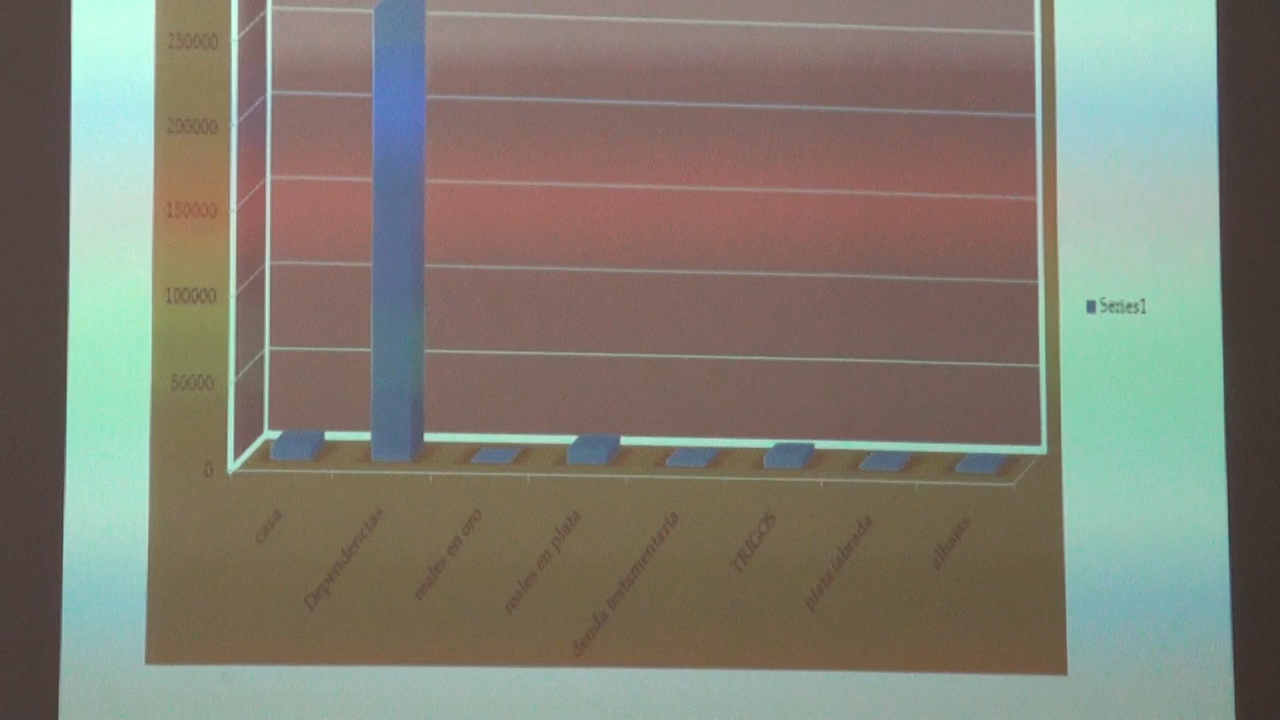 250000
200000
150000
100000
50000
0
casa
Dependencias
reales en oro
reales en plata
deuda testamentaria
TRIGOS
plata labrada
alhajas
Series1